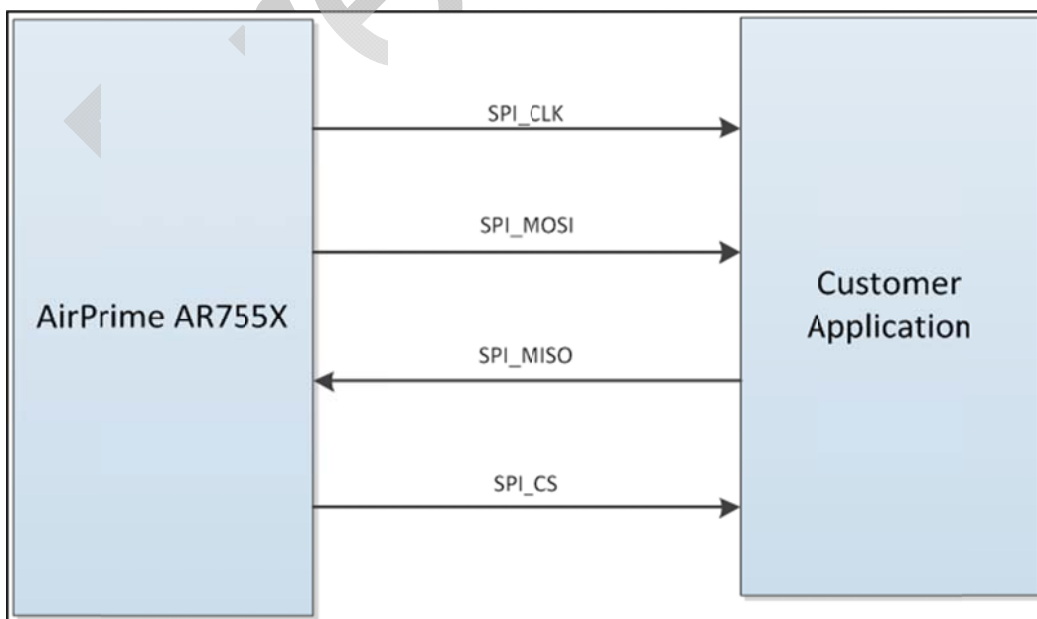 SPI_CLK
SPI_MOSI
AirPrime AR755X
Customer
Application
SPI_MISO
SPI_CS